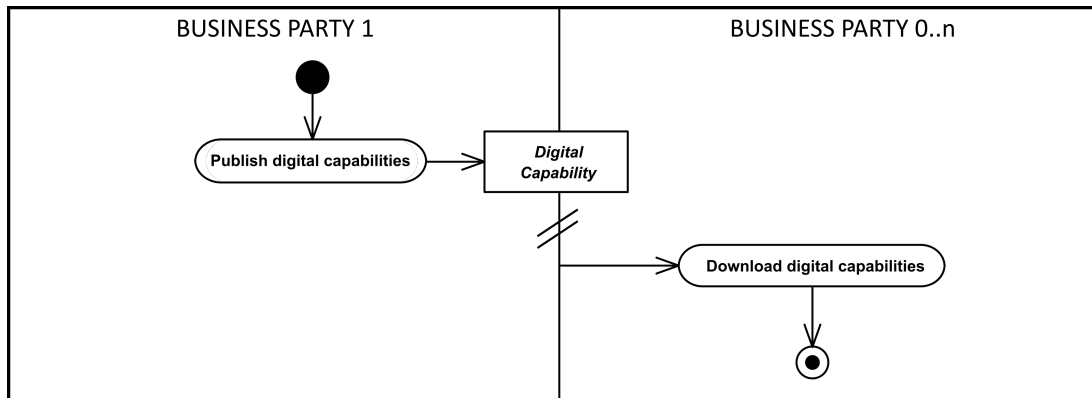 BUSINESS PARTY 1
BUSINESS PARTY 0..n
Publish digital capabilities
Digital
Capability
Download digital capabilities